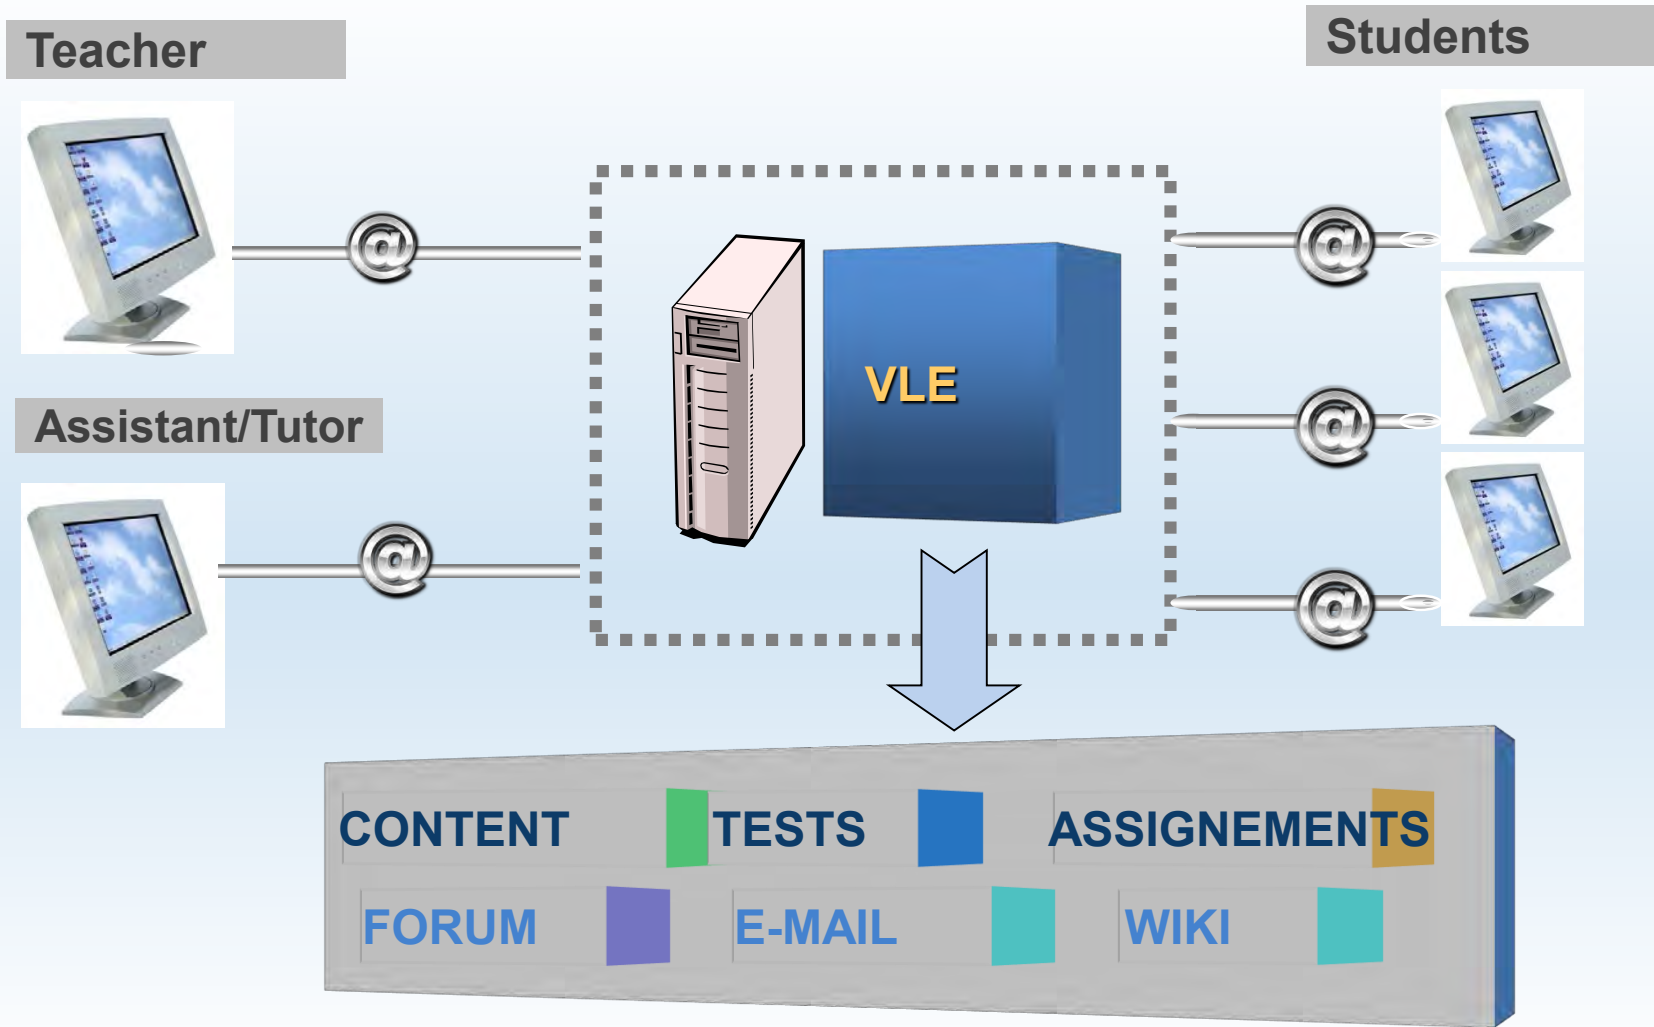 Teacher
Students
@
@
VLE
Assistant/Tutor
@
@
@
CONTENT TESTS ASSIGNEMENTS
FORUM E-MAIL WIKI